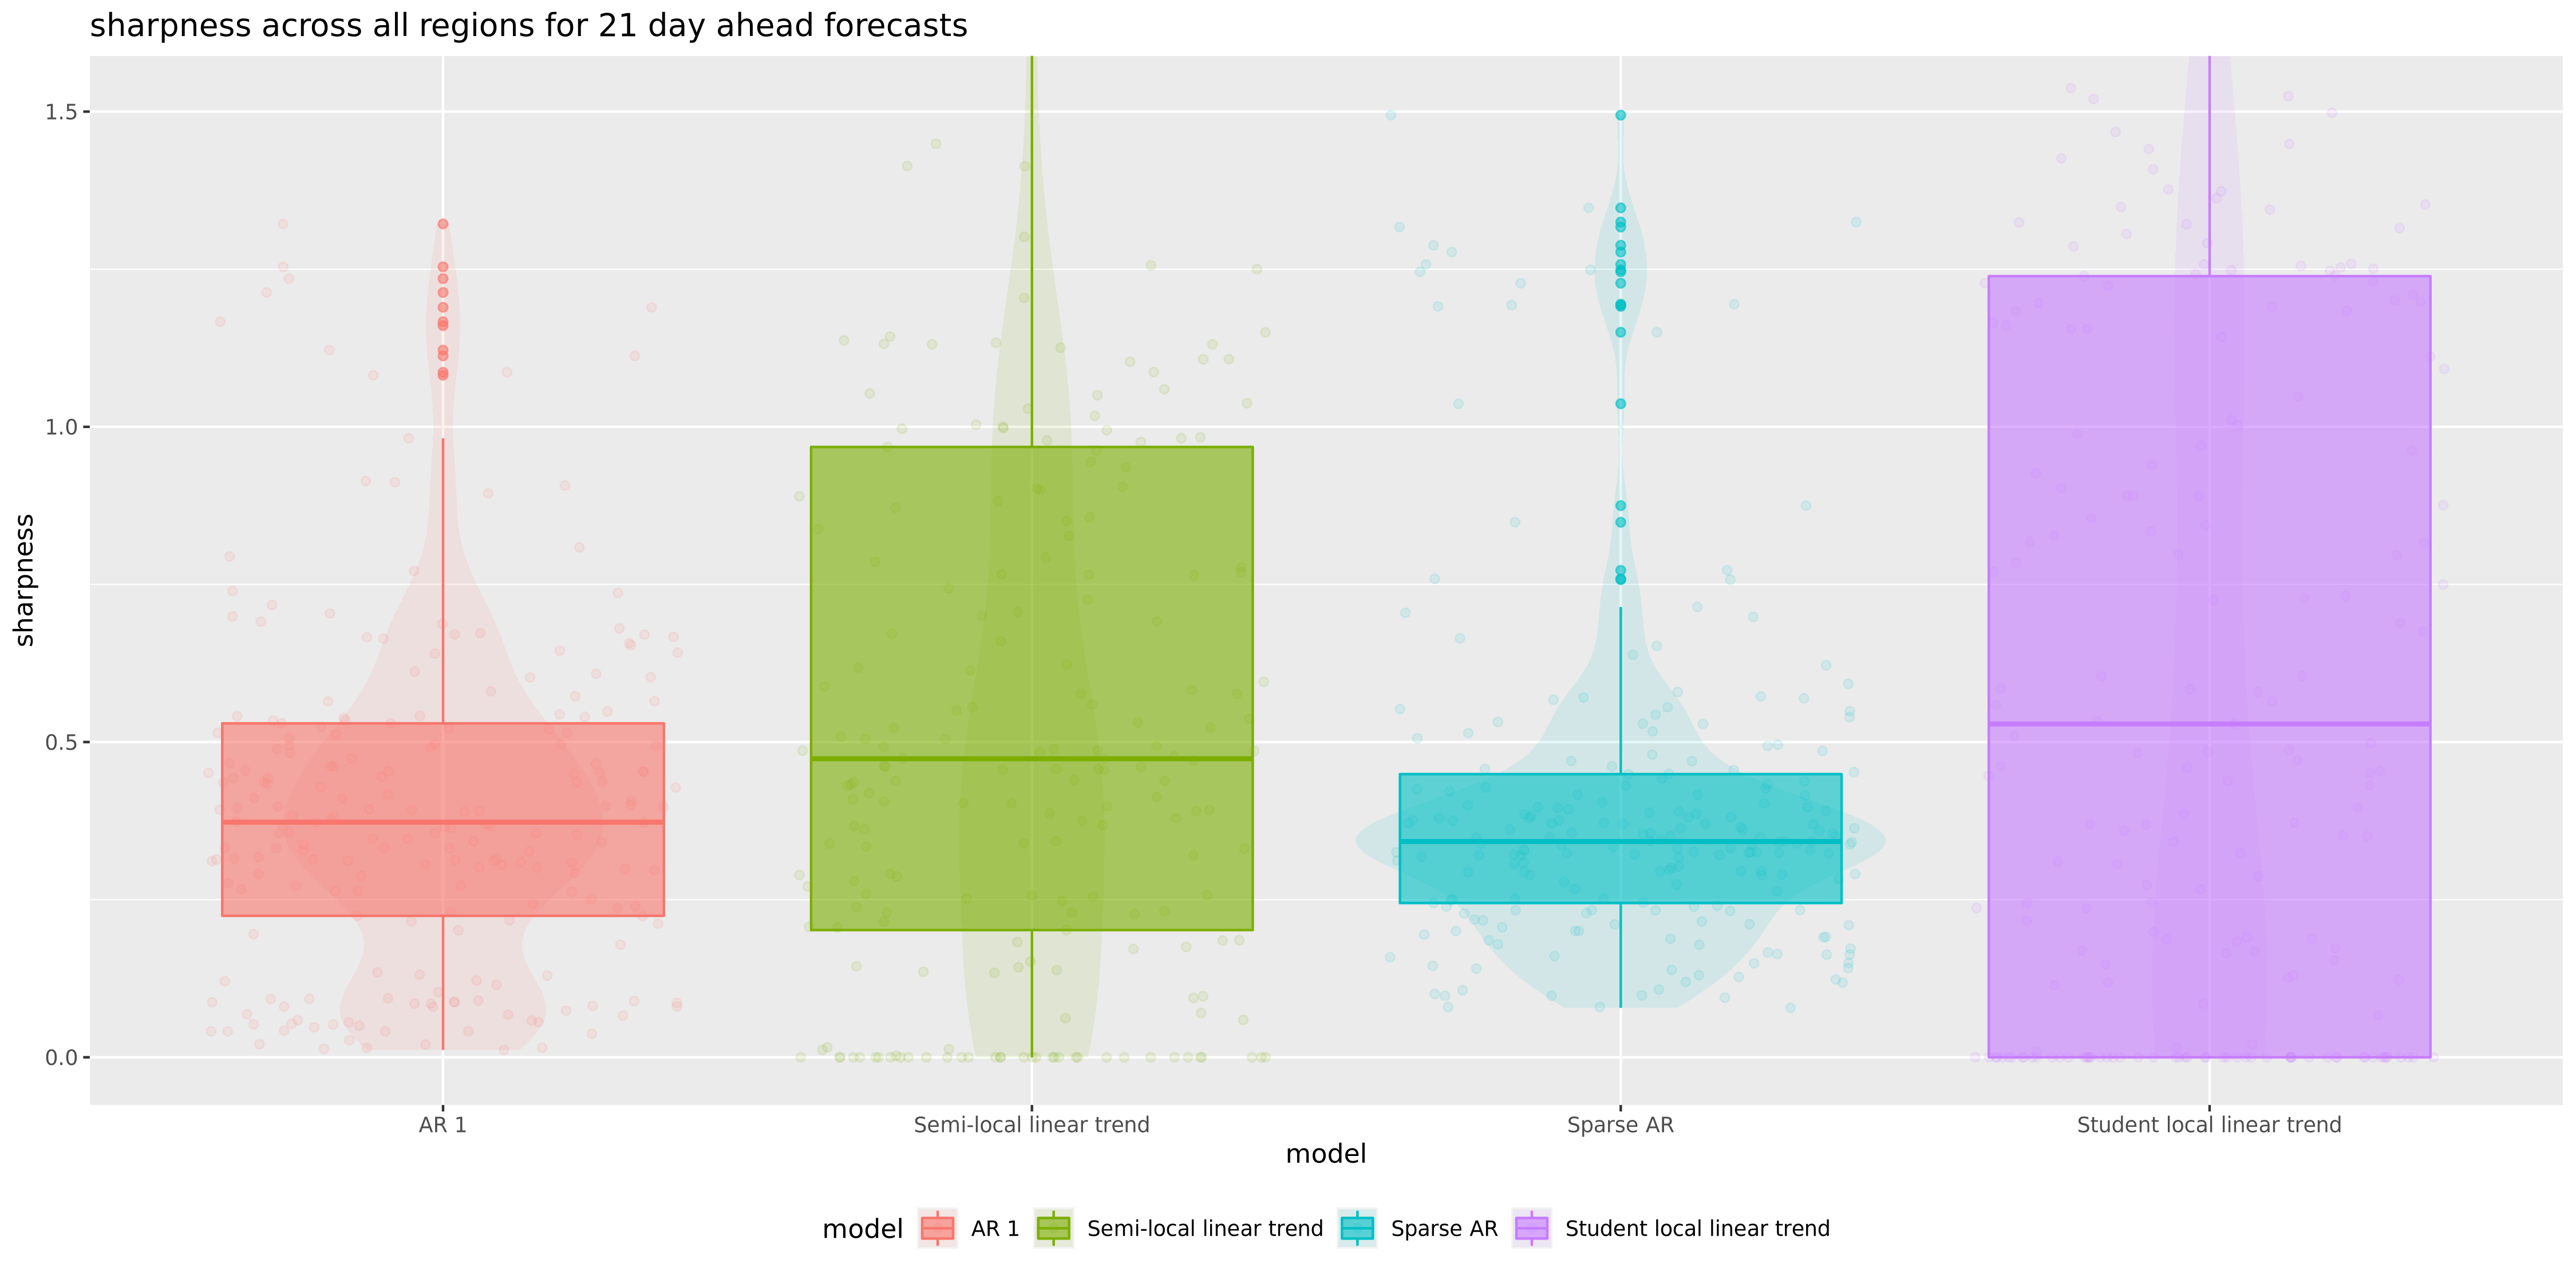 sharpness across all regions for 21 day ahead forecasts
sharpness
1.5
1.0
0.5
0.0
AR 1 Semi-local linear trend Sparse AR Student local linear trend
model
model AR 1 Semi-local linear trend Sparse AR Student local linear trend